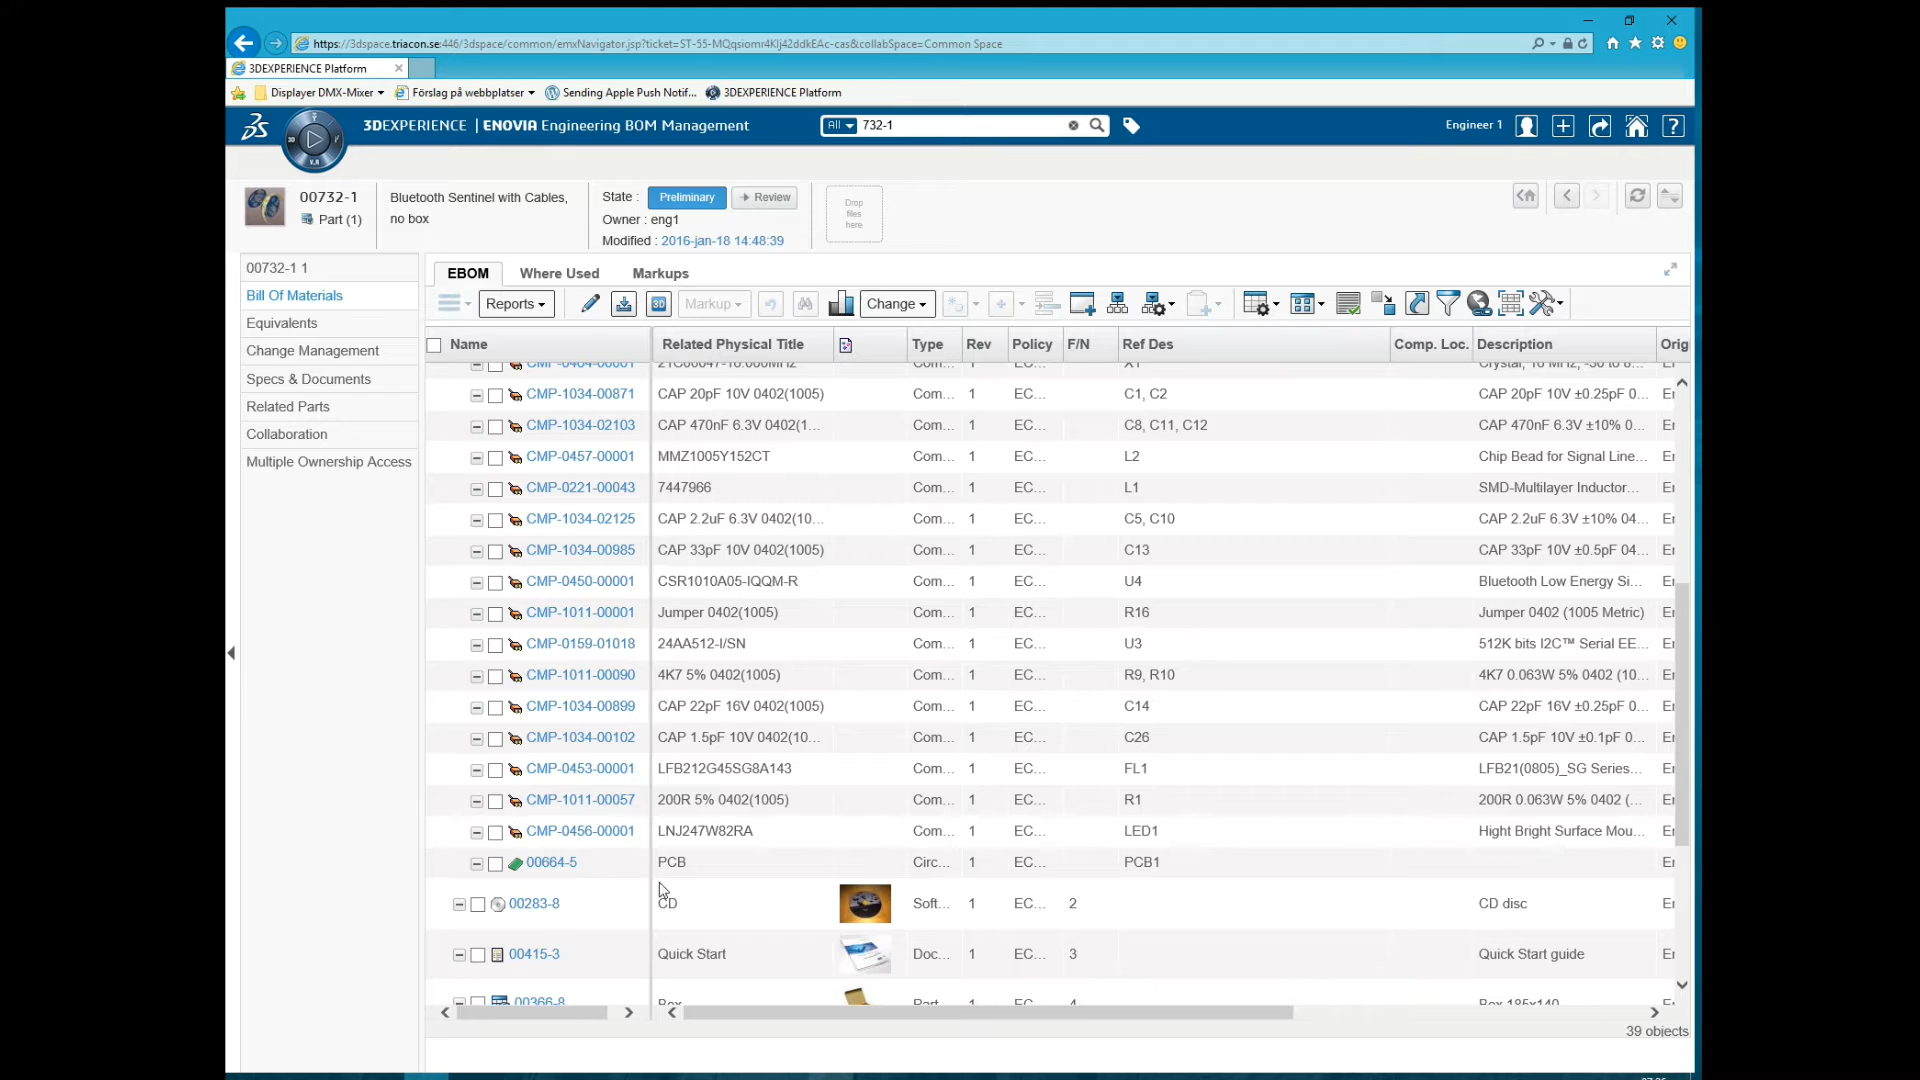 https://3dspace.triacon.se:446/3dspace/common/emxNavigator.jsp?ticket=ST-55-MQqsiomr4Klj42ddkEAc-cas&collabSpace=Common Space
3DEXPERIENCE Platform
Displayer DMX-Mixer
Förslag på webbplatser
Sending Apple Push Notif...
3DEXPERIENCE Platform
3DEXPERIENCE | ENOVIA Engineering BOM Management
All
732-1
Engineer 1
00732-1
Part (1)
Bluetooth Sentinel with Cables,
no box
State : Preliminary Review
Owner : eng1
Modified : 2016-jan-18 14:48:39
Drop
files
here
00732-1 1
Bill Of Materials
Equivalents
Change Management
Specs & Documents
Related Parts
Collaboration
Multiple Ownership Access
EBOM Where Used Markups
Reports Markup Change
Name Related Physical Title Type Rev Policy F/N Ref Des Comp. Loc. Description Orig
CAP 20pF 10V 0402(1005)
CMP-1034-00871 Com... 1 EC... C1, C2 CAP 20pF 10V ±0.25pF 0...
CMP-1034-02103 CAP 470nF 6.3V 0402(1... Com... 1 EC... C8, C11, C12 CAP 470nF 6.3V ±10% 0...
CMP-0457-00001 MMZ1005Y152CT Com... 1 EC... L2 Chip Bead for Signal Line...
CMP-0221-00043 7447966 Com... 1 EC... L1 SMD-Multilayer Inductor...
CMP-1034-02125 CAP 2.2uF 6.3V 0402(10... Com... 1 EC... C5, C10 CAP 2.2uF 6.3V ±10% 04...
CMP-1034-00985 CAP 33pF 10V 0402(1005) Com... 1 EC... C13 CAP 33pF 10V ±0.5pF 04...
CMP-0450-00001 CSR1010A05-IQQM-R Com... 1 EC... U4 Bluetooth Low Energy Si...
CMP-1011-00001 Jumper 0402(1005) Com... 1 EC... R16 Jumper 0402 (1005 Metric)
CMP-0159-01018 24AA512-I/SN Com... 1 EC... U3 512K bits I2C™ Serial EE...
CMP-1011-00090 4K7 5% 0402(1005) Com... 1 EC... R9, R10 4K7 0.063W 5% 0402 (10...
CMP-1034-00899 CAP 22pF 16V 0402(1005) Com... 1 EC... C14 CAP 22pF 16V ±0.25pF 0...
CMP-1034-00102 CAP 1.5pF 10V 0402(10... Com... 1 EC... C26 CAP 1.5pF 10V ±0.1pF 0...
CMP-0453-00001 LFB212G45SG8A143 Com... 1 EC... FL1 LFB21(0805)_SG Series...
CMP-1011-00057 200R 5% 0402(1005) Com... 1 EC... R1 200R 0.063W 5% 0402 (...
CMP-0456-00001 LNJ247W82RA Com... 1 EC... LED1 Hight Bright Surface Mou...
00664-5 PCB Circ... 1 EC... PCB1
00283-8 CD Soft... 1 EC... 2 CD disc
00415-3 Quick Start Doc... 1 EC... 3 Quick Start guide
00366-8 Box Part 1 EC... 4 Box 185x140
39 objects